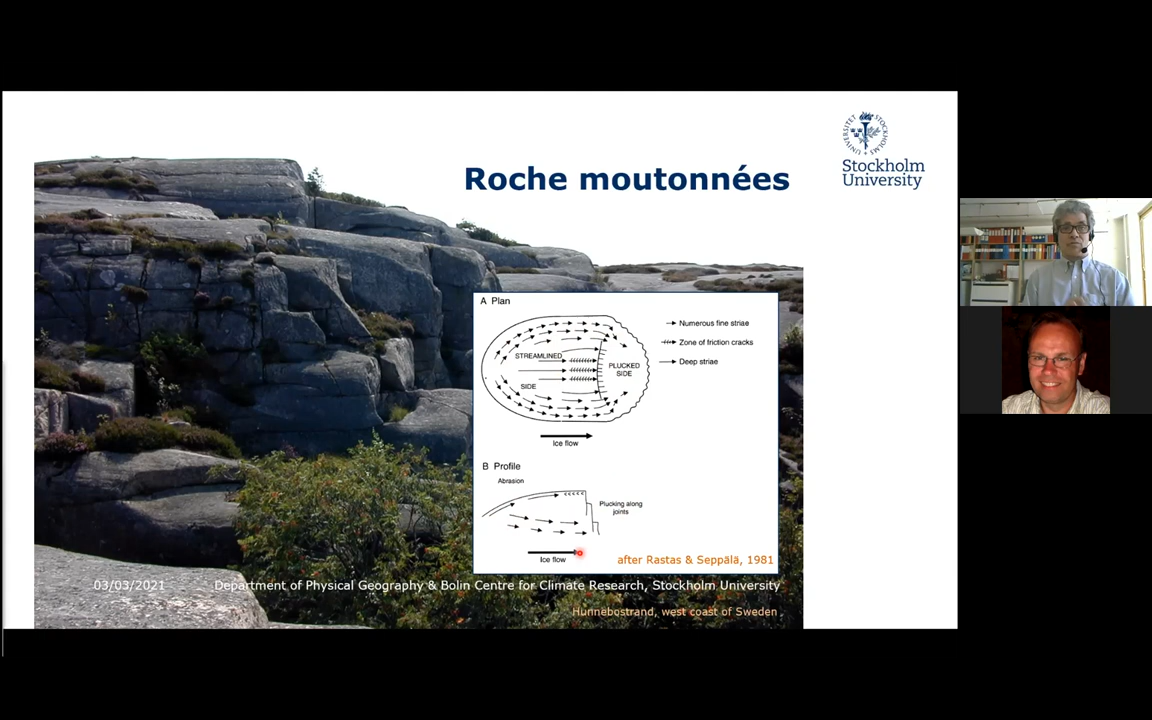 Roche moutonnées
UNIVERSITET STOCKHOLMS
Stockholm
University
A Plan
Numerous fine striae
Zone of friction cracks
Deep striae
STREAMLINED
SIDE
PLUCKED
SIDE
Ice flow
B Profile
Abrasion
Plucking along
joints
Ice flow
after Rastas & Seppälä, 1981
03/03/2021 Department of Physical Geography & Bolin Centre for Climate Research, Stockholm University
Hunnebostrand, west coast of Sweden